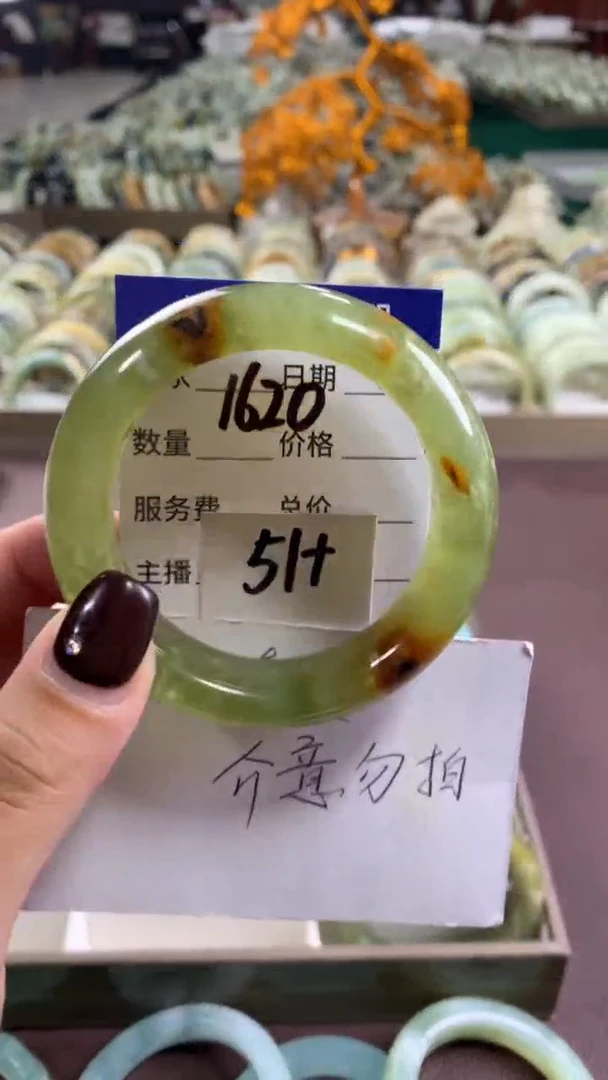 1620
日期
数量 价格
服务费 总价
主播
51+
介意勿拍